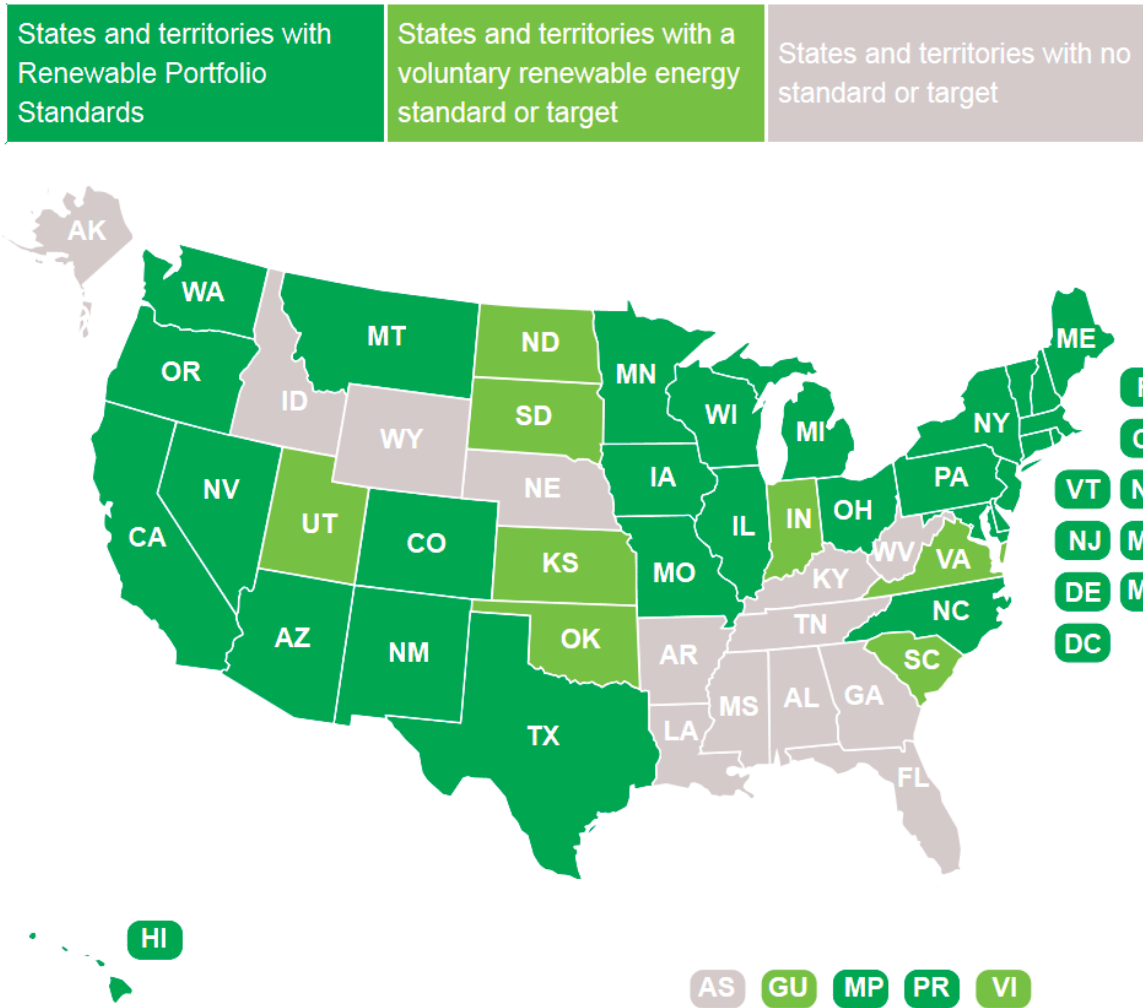 States and territories with
Renewable Portfolio
Standards
States and territories with a
voluntary renewable energy
standard or target
States and territories with no
standard or target
AK
WA
MT
ND
MN
ME
OR
ID
SD
WI
MI
NY
WY
NV
NE
IA
PA
UT
CO
IL
IN
OH
VT
CA
KS
MO
WV
VA
NJ
KY
DE
AZ
NM
OK
TN
NC
AR
SC
DC
MS
AL
GA
TX
LA
FL
HI
AS
GU
MP
PR
VI